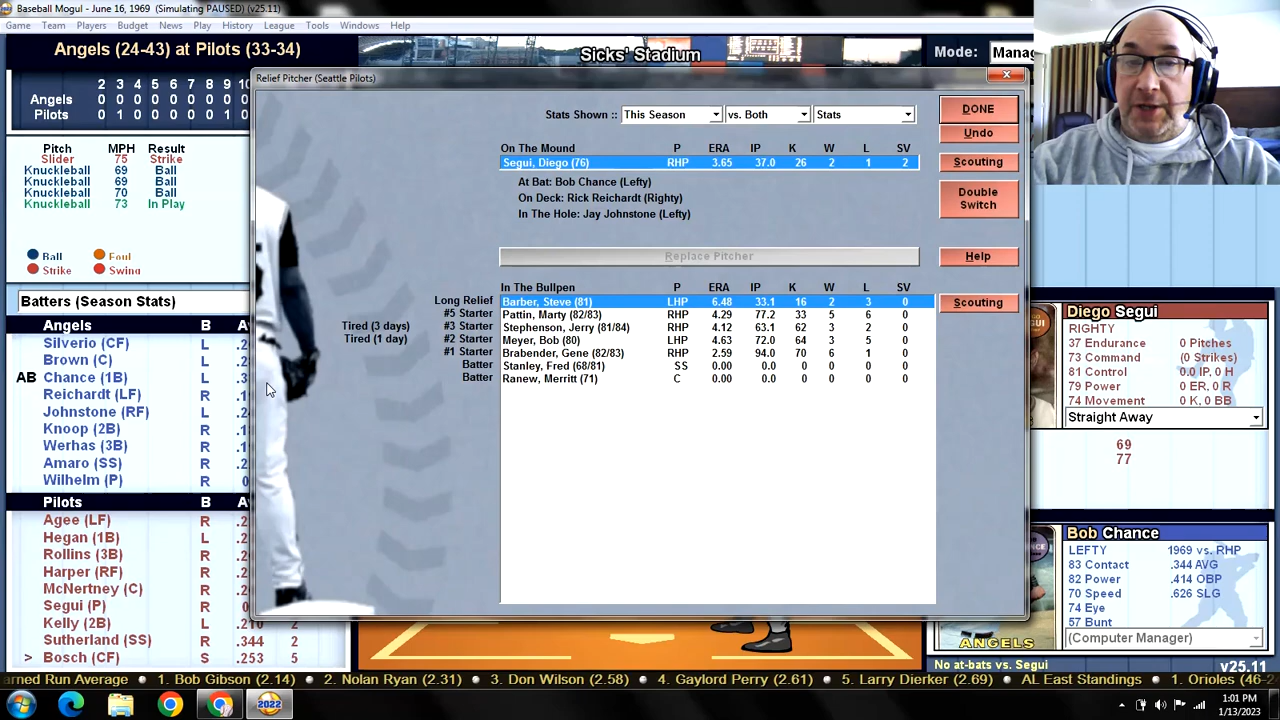 Baseball Mogul - June 16, 1969 (Simulating PAUSED) (v25.11)
Game Team Players Budget News Play History League Tools Windows Help
Angels (24-43) at Pilots (33-34)
Sicks' Stadium
Mode:
2 3 4 5 6 7 8 9 10
Angels 0 0 0 0 0 0 0 0
Pilots 0 1 0 0 0 0 0 1
Pitch MPH Result
Slider 75 Strike
Knuckleball 69 Ball
Knuckleball 69 Ball
Knuckleball 70 Ball
Knuckleball 73 In Play
Ball Foul
Strike Swing
Batters (Season Stats)
Angels B
Silverio (CF) L
Brown (C) L
AB Chance (1B) L
Reichardt (LF) R
Johnstone (RF) L
Knoop (2B) R
Werhas (3B) R
Amaro (SS) R
Wilhelm (P) R
Pilots B
Agee (LF) R
Hegan (1B) L
Rollins (3B) R
Harper (RF) R
McNertney (C) R
Segui (P) R
Kelly (2B) L .210 2
Sutherland (SS) R .344 2
> Bosch (CF) S .253 5
Relief Pitcher (Seattle Pilots)
Stats Shown :: This Season vs. Both Stats
DONE
Undo
Scouting
Double Switch
Help
Scouting
On The Mound P ERA IP K W L SV
Segui, Diego (76) RHP 3.65 37.0 26 2 1 2
At Bat: Bob Chance (Lefty)
On Deck: Rick Reichardt (Righty)
In The Hole: Jay Johnstone (Lefty)
Replace Pitcher
In The Bullpen P ERA IP K W L SV
Long Relief Barber, Steve (81) LHP 6.48 33.1 16 2 3 0
#5 Starter Pattin, Marty (82/83) RHP 4.29 77.2 33 5 6 0
Tired (3 days) #3 Starter Stephenson, Jerry (81/84) RHP 4.12 63.1 62 3 2 0
Tired (1 day) #2 Starter Meyer, Bob (80) LHP 4.63 72.0 64 3 5 0
#1 Starter Brabender, Gene (82/83) RHP 2.59 94.0 70 6 1 0
Batter Stanley, Fred (68/81) SS 0.00 0.0 0 0 0 0
Batter Ranew, Merritt (71) C 0.00 0.0 0 0 0 0
Diego Segui
RIGHTY
37 Endurance 0 Pitches
73 Command (0 Strikes)
81 Control 0.0 IP, 0 H
79 Power 0 ER, 0 R
74 Movement 0 K, 0 BB
Straight Away
69
77
Bob Chance
LEFTY 1969 vs. RHP
83 Contact .344 AVG
82 Power .414 OBP
70 Speed .626 SLG
74 Eye
57 Bunt
(Computer Manager)
ANGELS
No at-bats vs. Segui v25.11
arned Run Average • 1. Bob Gibson (2.14) • 2. Nolan Ryan (2.31) • 3. Don Wilson (2.58) • 4. Gaylord Perry (2.61) • 5. Larry Dierker (2.69) • AL East Standings • 1. Orioles (46-2
2022
1:01 PM
1/13/2023